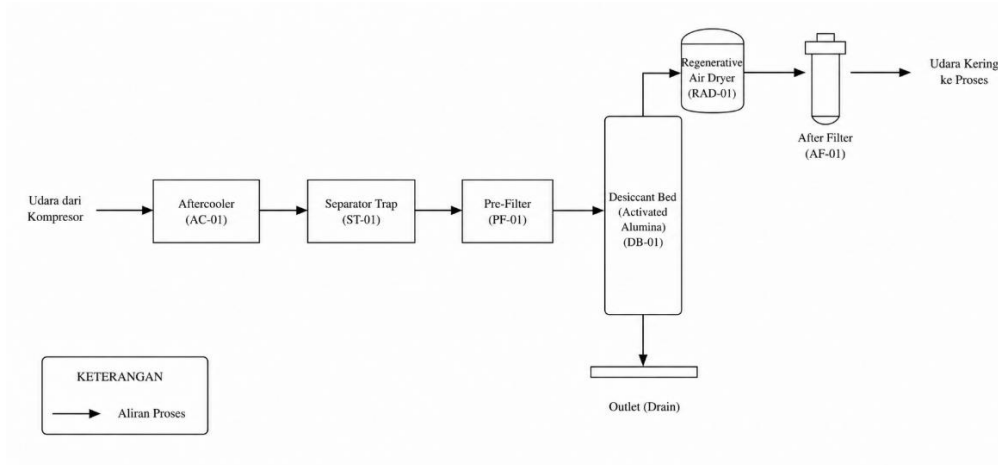 Udara dari
Kompresor
Aftercooler
(AC-01)
Separator Trap
(ST-01)
Pre-Filter
(PF-01)
Desiccant Bed
(Activated
Alumina)
(DB-01)
Regenerative
Air Dryer
(RAD-01)
After Filter
(AF-01)
Udara Kering
ke Proses
Outlet (Drain)
KETERANGAN
Aliran Proses